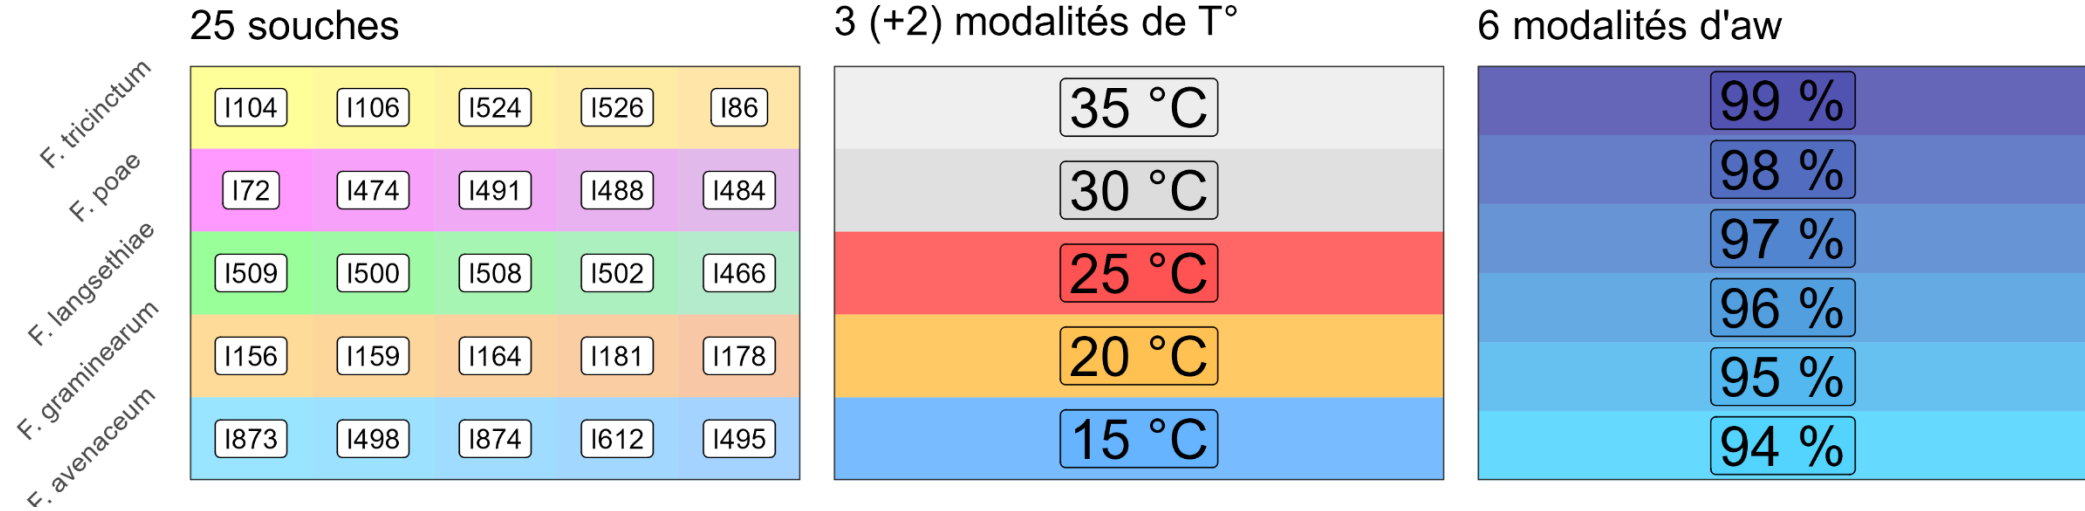 25 souches
3 (+2) modalités de T°
6 modalités d'aw
F. tricinctum
I104 I106 I524 I526 I86
F. poae
I72 I474 I491 I488 I484
F. langsethiae
I509 I500 I508 I502 I466
F. graminearum
I156 I159 I164 I181 I178
F. avenaceum
I873 I498 I874 I612 I495
35 °C
30 °C
25 °C
20 °C
15 °C
99 %
98 %
97 %
96 %
95 %
94 %